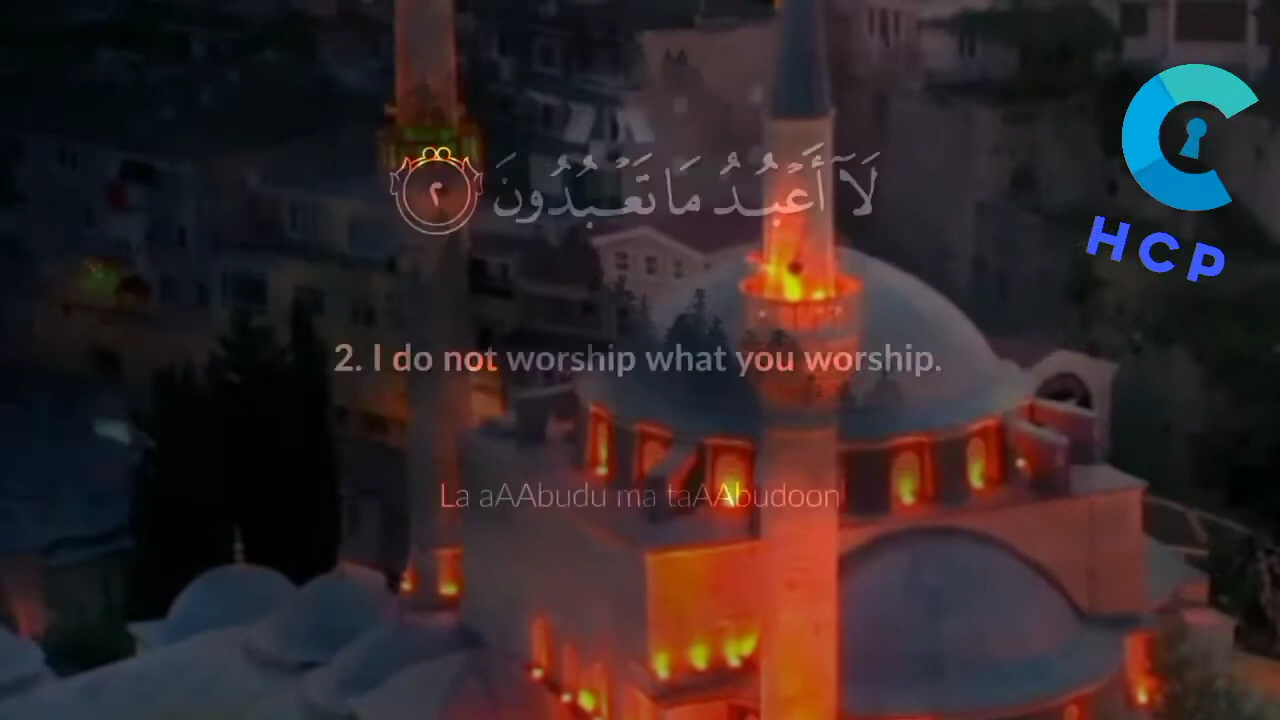 لَآ أَعۡبُدُ مَا تَعۡبُدُونَ ٢
HCP
2. I do not worship what you worship.
La aAAbudu ma taAAbudoon